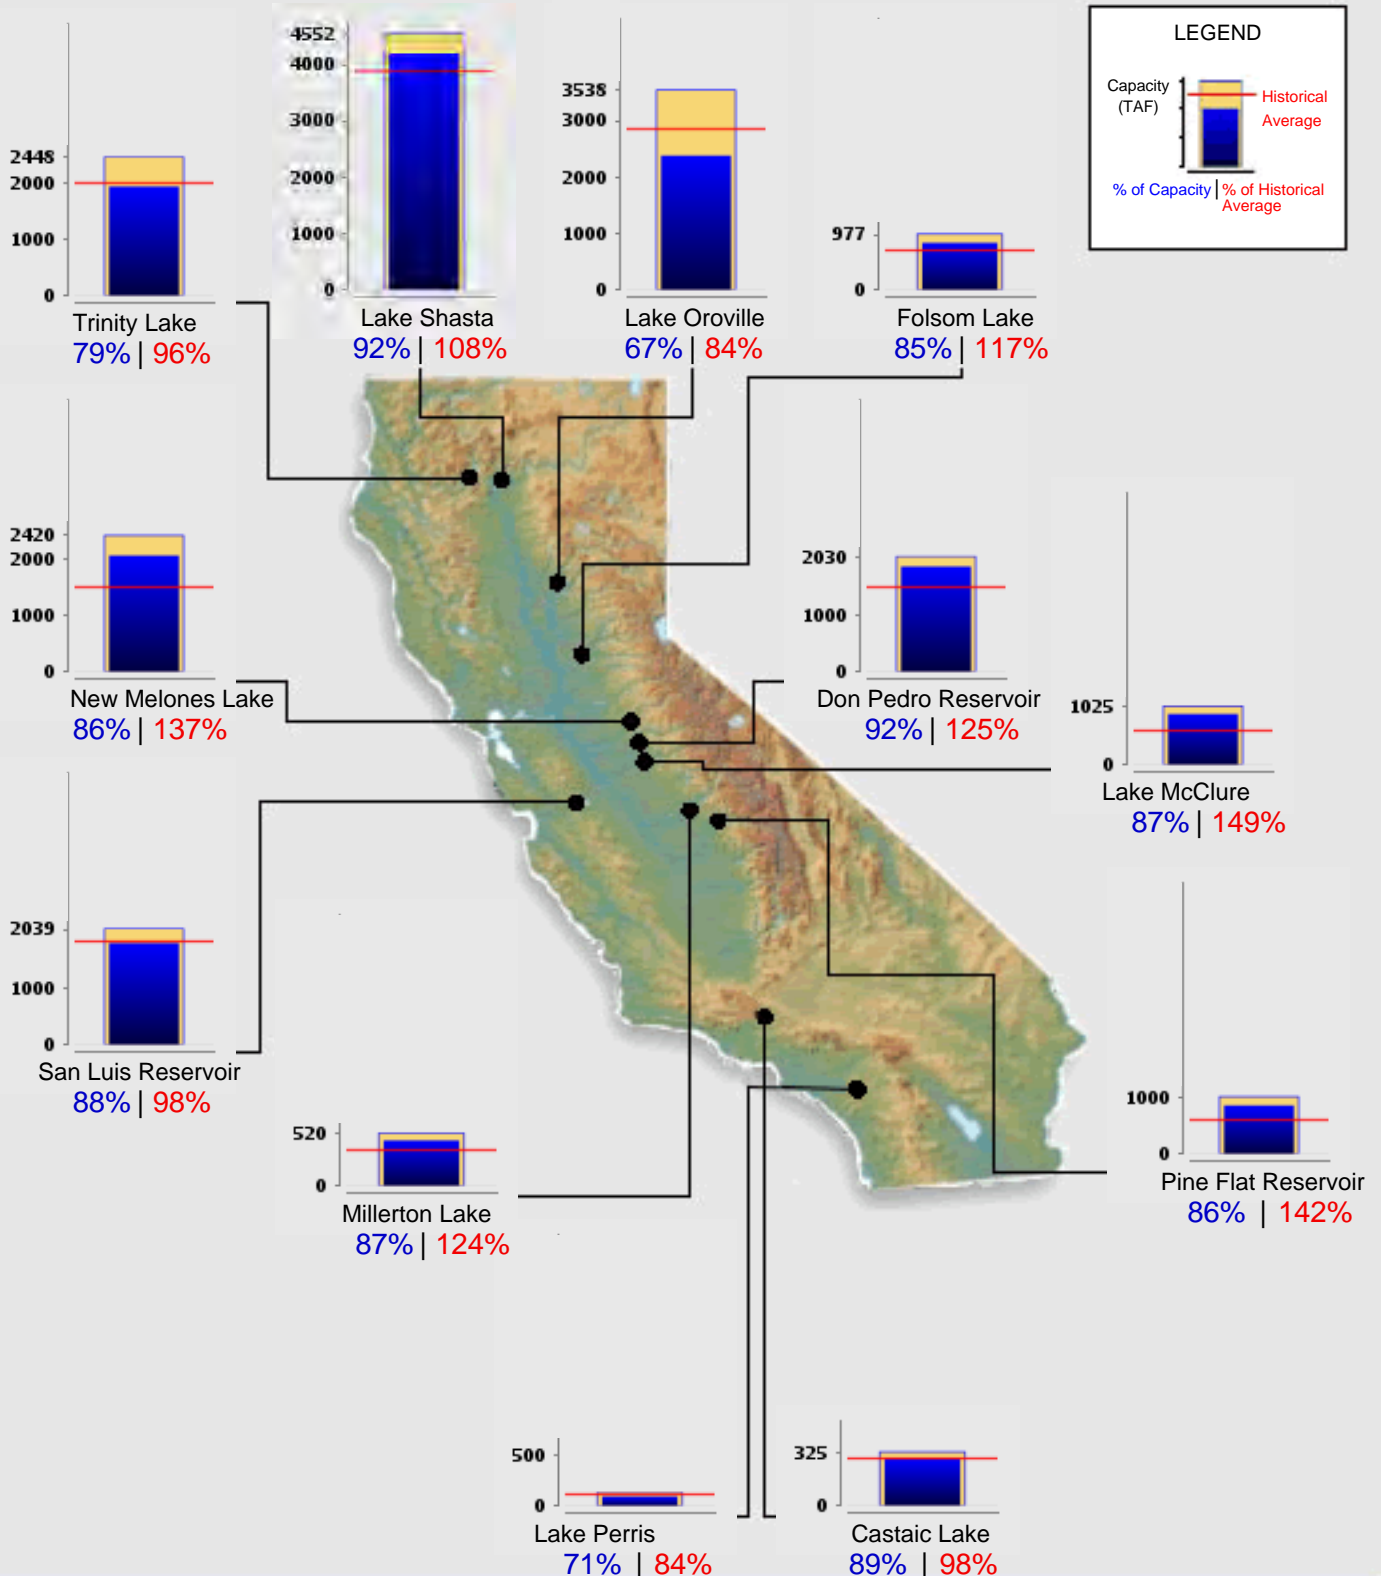 4552
4000
3000
2000
1000
0
Lake Shasta
92% | 108%
3538
3000
2000
1000
0
Lake Oroville
67% | 84%
977
0
Folsom Lake
85% | 117%
LEGEND
Capacity
(TAF)
Historical
Average
% of Capacity | % of Historical
Average
2448
2000
1000
0
Trinity Lake
79% | 96%
2420
2000
1000
0
New Melones Lake
86% | 137%
2030
1000
0
Don Pedro Reservoir
92% | 125%
1025
0
Lake McClure
87% | 149%
2039
1000
0
San Luis Reservoir
88% | 98%
520
0
Millerton Lake
87% | 124%
1000
0
Pine Flat Reservoir
86% | 142%
500
0
Lake Perris
71% | 84%
325
0
Castaic Lake
89% | 98%